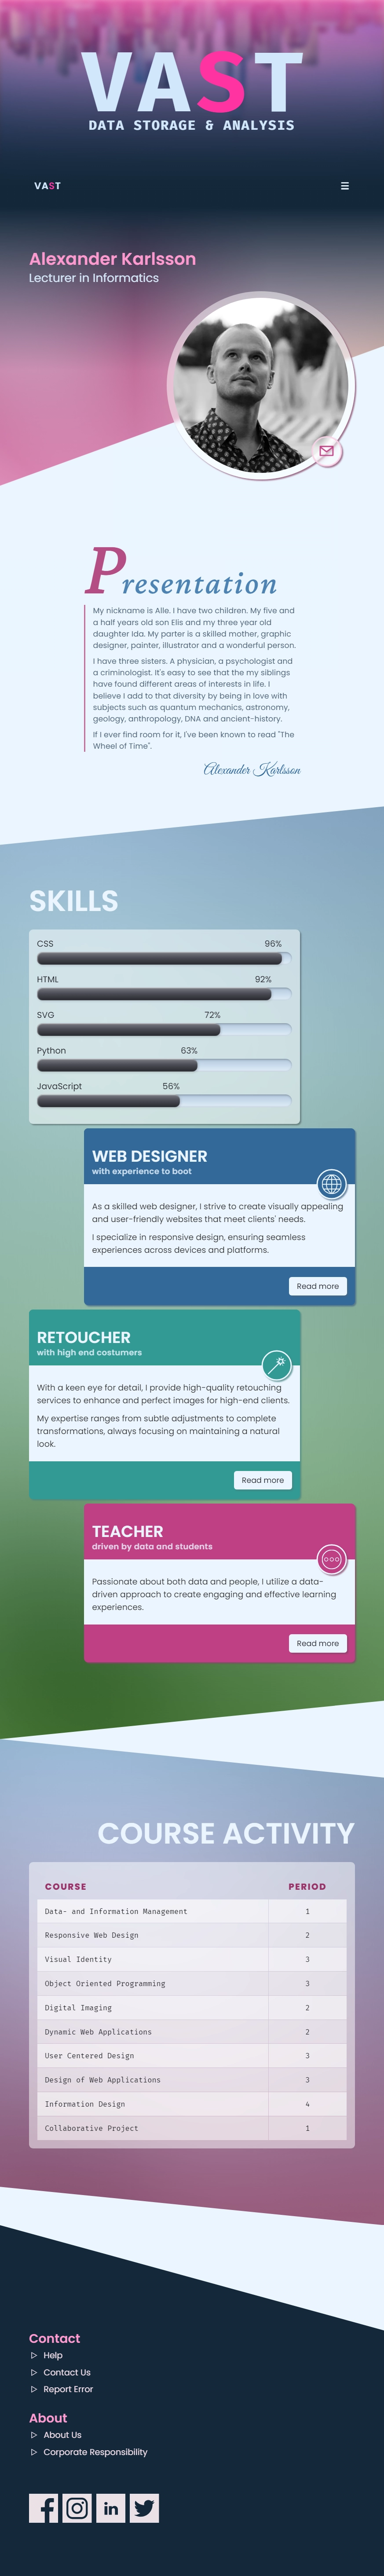 VAST
DATA STORAGE & ANALYSIS
VAST
Alexander Karlsson
Lecturer in Informatics
Presentation
My nickname is Alle. I have two children. My five and
a half years old son Elis and my three year old
daughter Ida. My parter is a skilled mother, graphic
designer, painter, illustrator and a wonderful person.
I have three sisters. A physician, a psychologist and
a criminologist. It's easy to see that the my siblings
have found different areas of interests in life. I
believe I add to that diversity by being in love with
subjects such as quantum mechanics, astronomy,
geology, anthropology, DNA and ancient-history.
If I ever find room for it, I've been known to read "The
Wheel of Time".
Alexander Karlsson
SKILLS
CSS 96%
HTML 92%
SVG 72%
Python 63%
JavaScript 56%
WEB DESIGNER
with experience to boot
As a skilled web designer, I strive to create visually appealing
and user-friendly websites that meet clients' needs.
I specialize in responsive design, ensuring seamless
experiences across devices and platforms.
Read more
RETOUCHER
with high end costumers
With a keen eye for detail, I provide high-quality retouching
services to enhance and perfect images for high-end clients.
My expertise ranges from subtle adjustments to complete
transformations, always focusing on maintaining a natural
look.
Read more
TEACHER
driven by data and students
Passionate about both data and people, I utilize a data-
driven approach to create engaging and effective learning
experiences.
Read more
COURSE ACTIVITY
COURSE PERIOD
Data- and Information Management 1
Responsive Web Design 2
Visual Identity 3
Object Oriented Programming 3
Digital Imaging 2
Dynamic Web Applications 2
User Centered Design 3
Design of Web Applications 3
Information Design 4
Collaborative Project 1
Contact
Help
Contact Us
Report Error
About
About Us
Corporate Responsibility